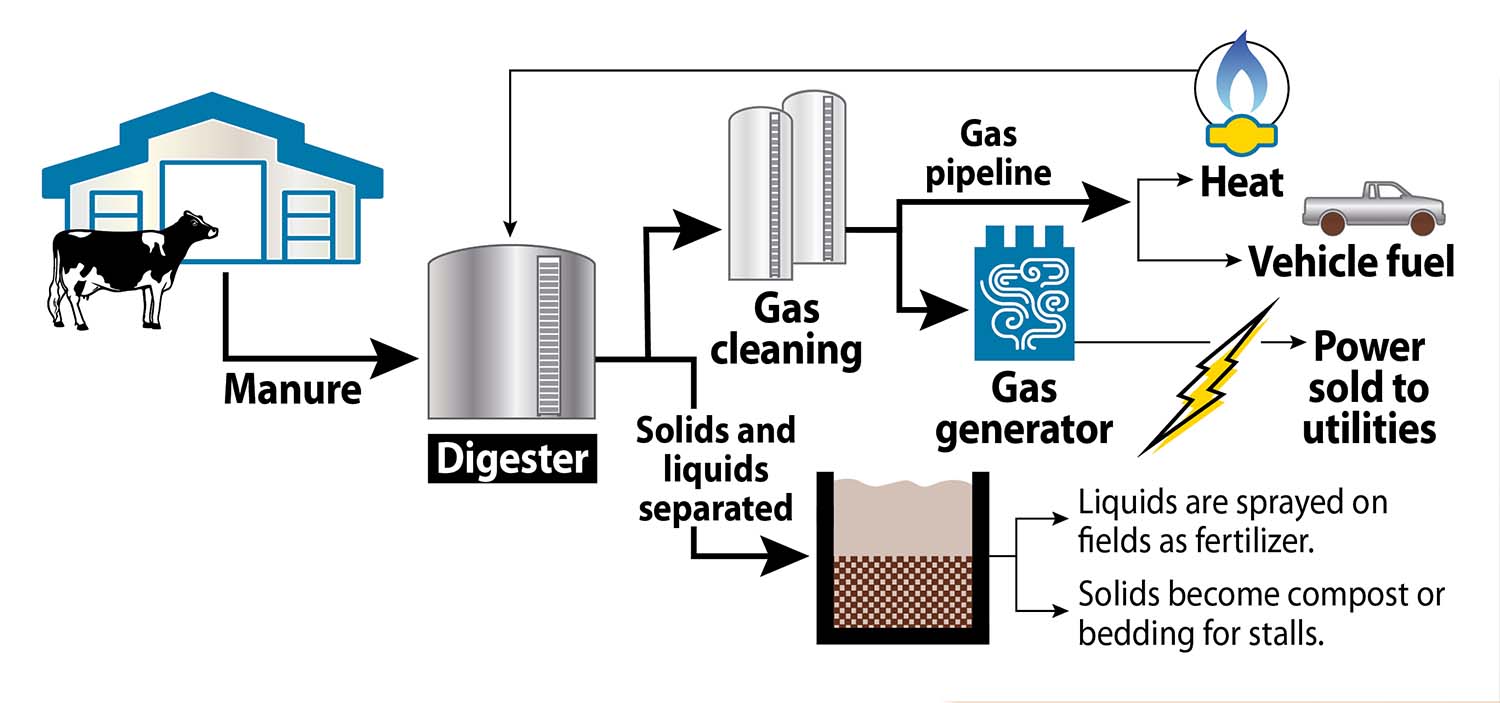 Manure
Digester
Gas
cleaning
Solids and
liquids
separated
Gas
pipeline
Gas
generator
Heat
Vehicle fuel
Power
sold to
utilities
Liquids are sprayed on
fields as fertilizer.
Solids become compost or
bedding for stalls.